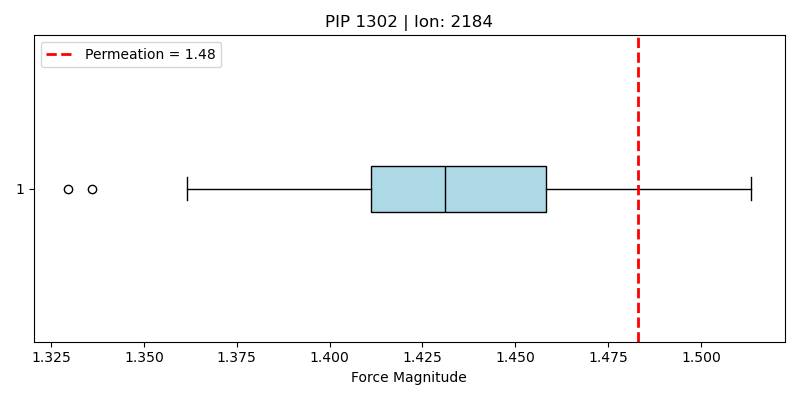 PIP 1302 | Ion: 2184
Permeation = 1.48
1
1.325 1.350 1.375 1.400 1.425 1.450 1.475 1.500
Force Magnitude